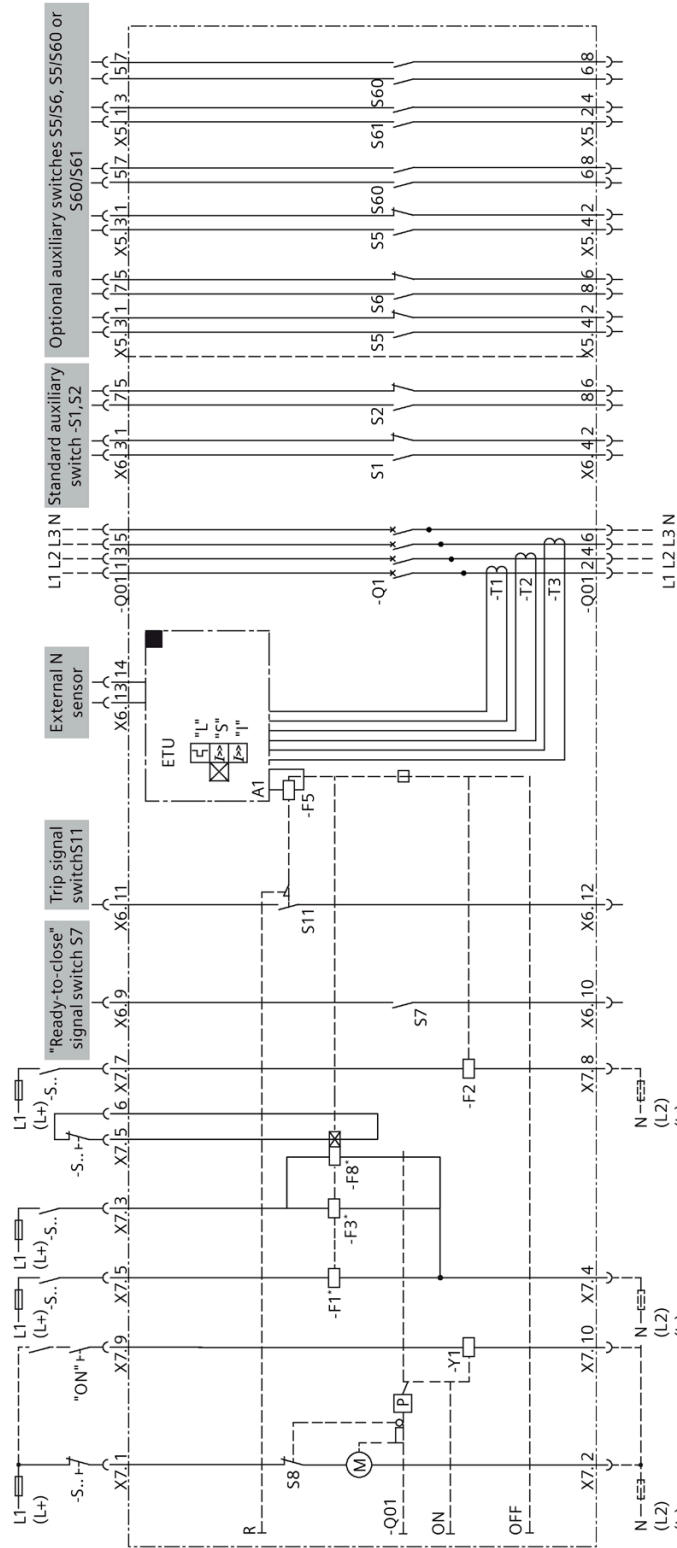 L1 (L+)
L1 (L+)
L1 (L+)
L1 (L+)
"Ready-to-close"
signal switch S7
Trip signal
switchS11
External N
sensor
L1 L2 L3 N
Standard auxiliary
switch -S1,S2
Optional auxiliary switches S5/S6, S5/S60 or
S60/S61
-S..
"ON"
-S..
-S..
-S..
-S..
X7.1
X7.9
X7.5
X7.3
X7.5 6
X7.7
X6.9
X6.11
X6.13 14
-Q01 1 3 5
X6.3 1 7 5
X5.3 1 7 5
X5.3 1 5 7
X5.1 3 5 7
ETU
"L"
I>> "S"
I>> "I"
A1
R
S8
S11
-F5
M
-F1*
-F3*
-F8*
-Q01
P
S7
-Q1
S1
S2
S5
S6
S5
S60
S61
S60
ON
-Y1
-F2
OFF
-T1
-T2
-T3
X7.2
X7.10
X7.4
X7.8
X6.10
X6.12
-Q01 2 4 6
X6.4 2 8 6
X5.4 2 8 6
X5.4 2 6 8
X5.2 4 6 8
N
(L2)
N
(L2)
N
(L2)
L1 L2 L3 N